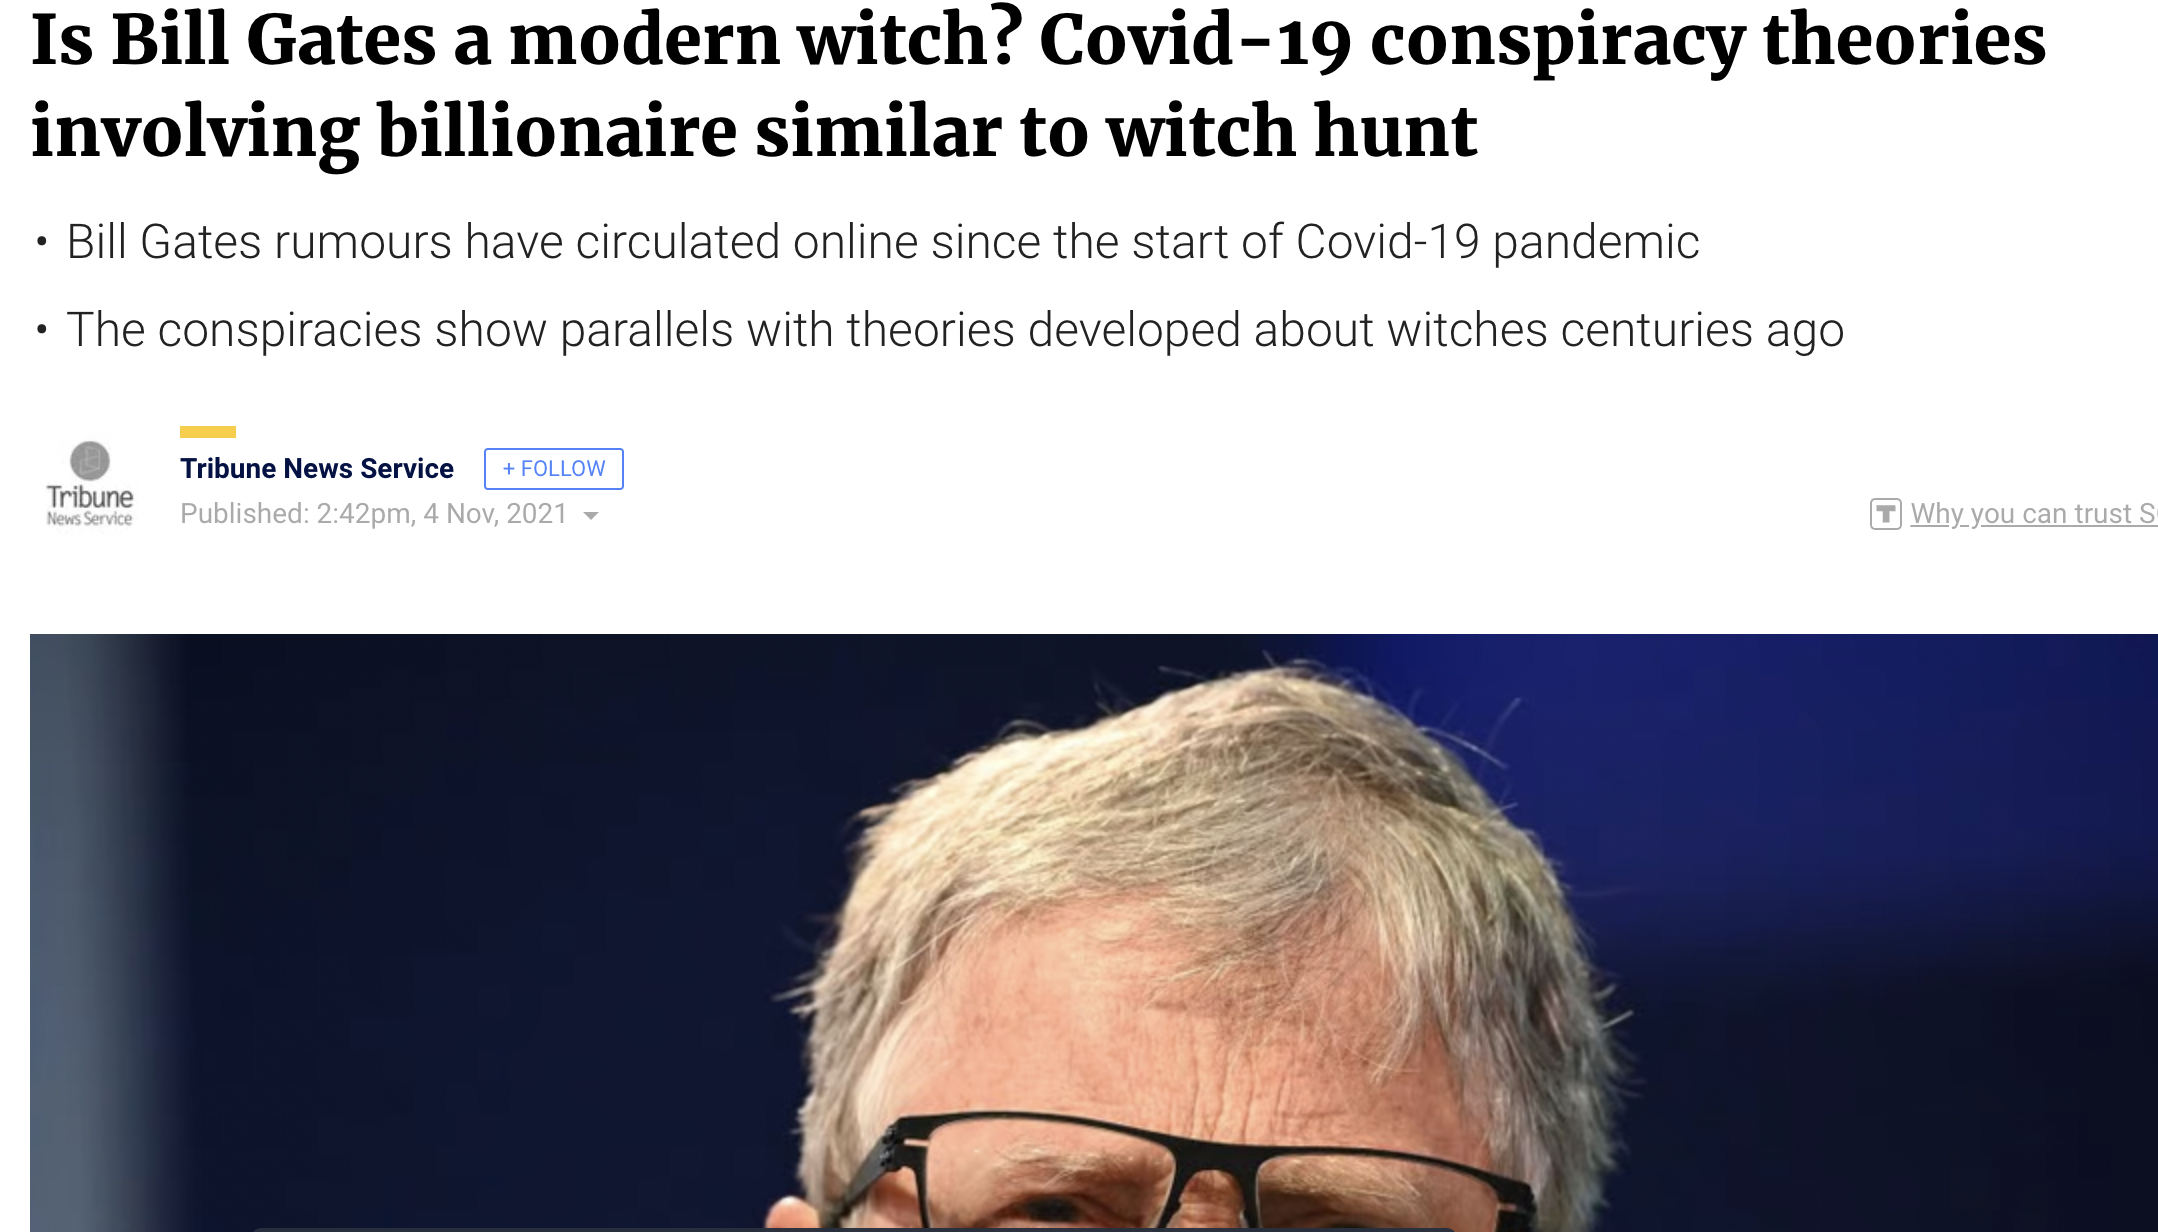 Is Bill Gates a modern witch? Covid-19 conspiracy theories
involving billionaire similar to witch hunt
• Bill Gates rumours have circulated online since the start of Covid-19 pandemic
• The conspiracies show parallels with theories developed about witches centuries ago
Tribune
News Service
Tribune News Service
+ FOLLOW
Published: 2:42pm, 4 Nov, 2021
T Why you can trust